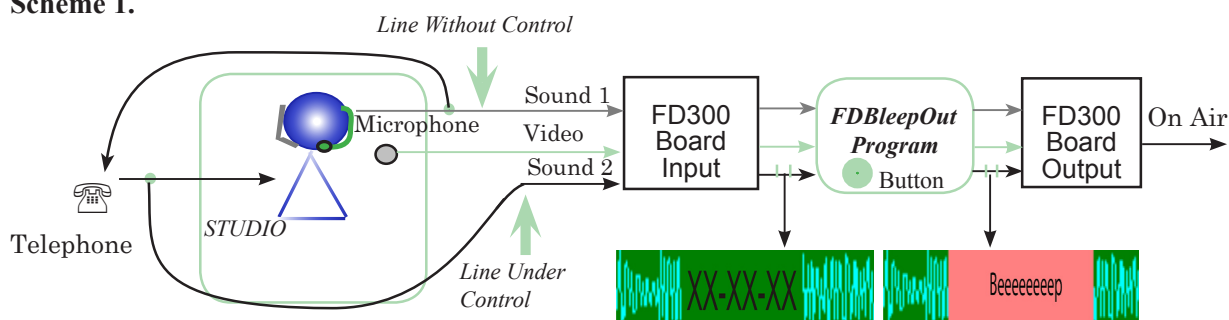 Scheme 1.
Line Without Control
Sound 1
Microphone
Video
Sound 2
STUDIO
Telephone
Line Under
Control
FD300
Board
Input
FDBleepOut
Program
Button
FD300
Board
Output
On Air
XX-XX-XX
Beeeeeeeep